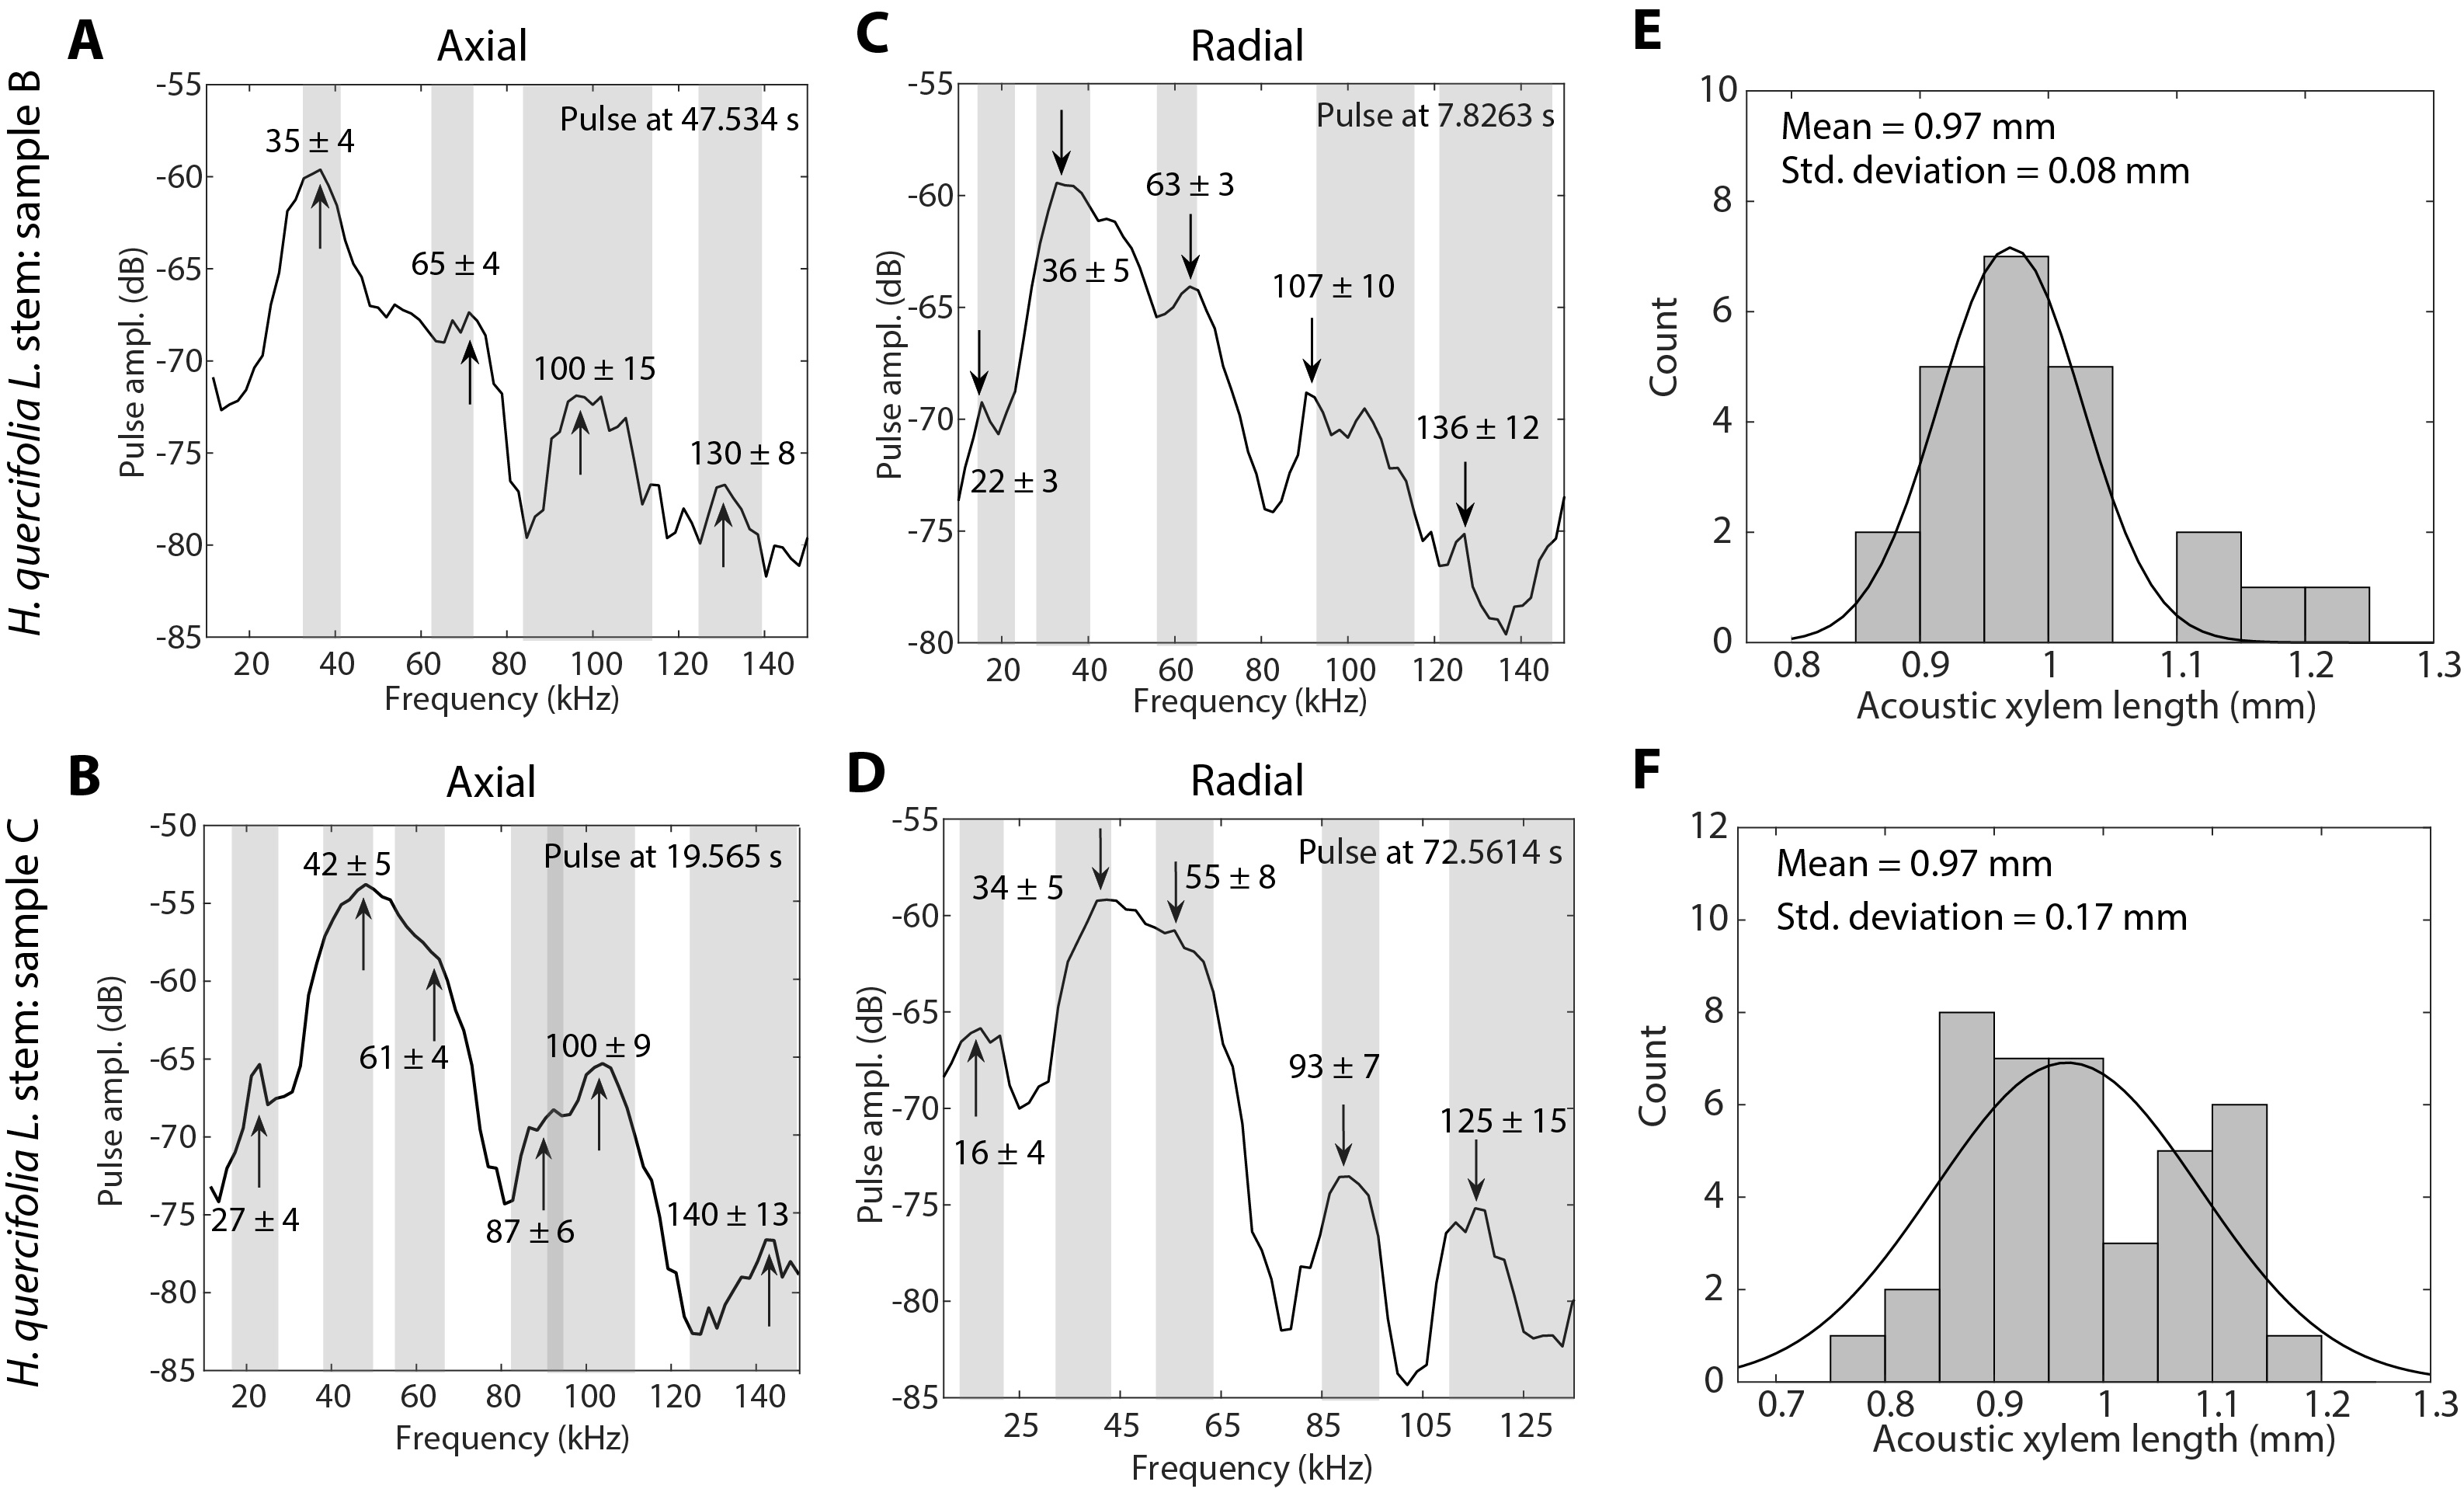 A
Axial
H. quercifolia L. stem: sample B
Pulse ampl. (dB)
-55
-60
-65
-70
-75
-80
-85
Pulse at 47.534 s
35 ± 4
65 ± 4
100 ± 15
130 ± 8
20 40 60 80 100 120 140
Frequency (kHz)
C
Radial
Pulse ampl. (dB)
-55
-60
-65
-70
-75
-80
Pulse at 7.8263 s
63 ± 3
36 ± 5
107 ± 10
136 ± 12
22 ± 3
20 40 60 80 100 120 140
Frequency (kHz)
E
Count
10
8
6
4
2
0
Mean = 0.97 mm
Std. deviation = 0.08 mm
0.8 0.9 1 1.1 1.2 1.3
Acoustic xylem length (mm)
B
Axial
H. quercifolia L. stem: sample C
Pulse ampl. (dB)
-50
-55
-60
-65
-70
-75
-80
-85
Pulse at 19.565 s
42 ± 5
61 ± 4
100 ± 9
27 ± 4
87 ± 6
140 ± 13
20 40 60 80 100 120 140
Frequency (kHz)
D
Radial
Pulse ampl. (dB)
-55
-60
-65
-70
-75
-80
-85
Pulse at 72.5614 s
34 ± 5
55 ± 8
93 ± 7
125 ± 15
16 ± 4
25 45 65 85 105 125
Frequency (kHz)
F
Count
12
10
8
6
4
2
0
Mean = 0.97 mm
Std. deviation = 0.17 mm
0.7 0.8 0.9 1 1.1 1.2 1.3
Acoustic xylem length (mm)